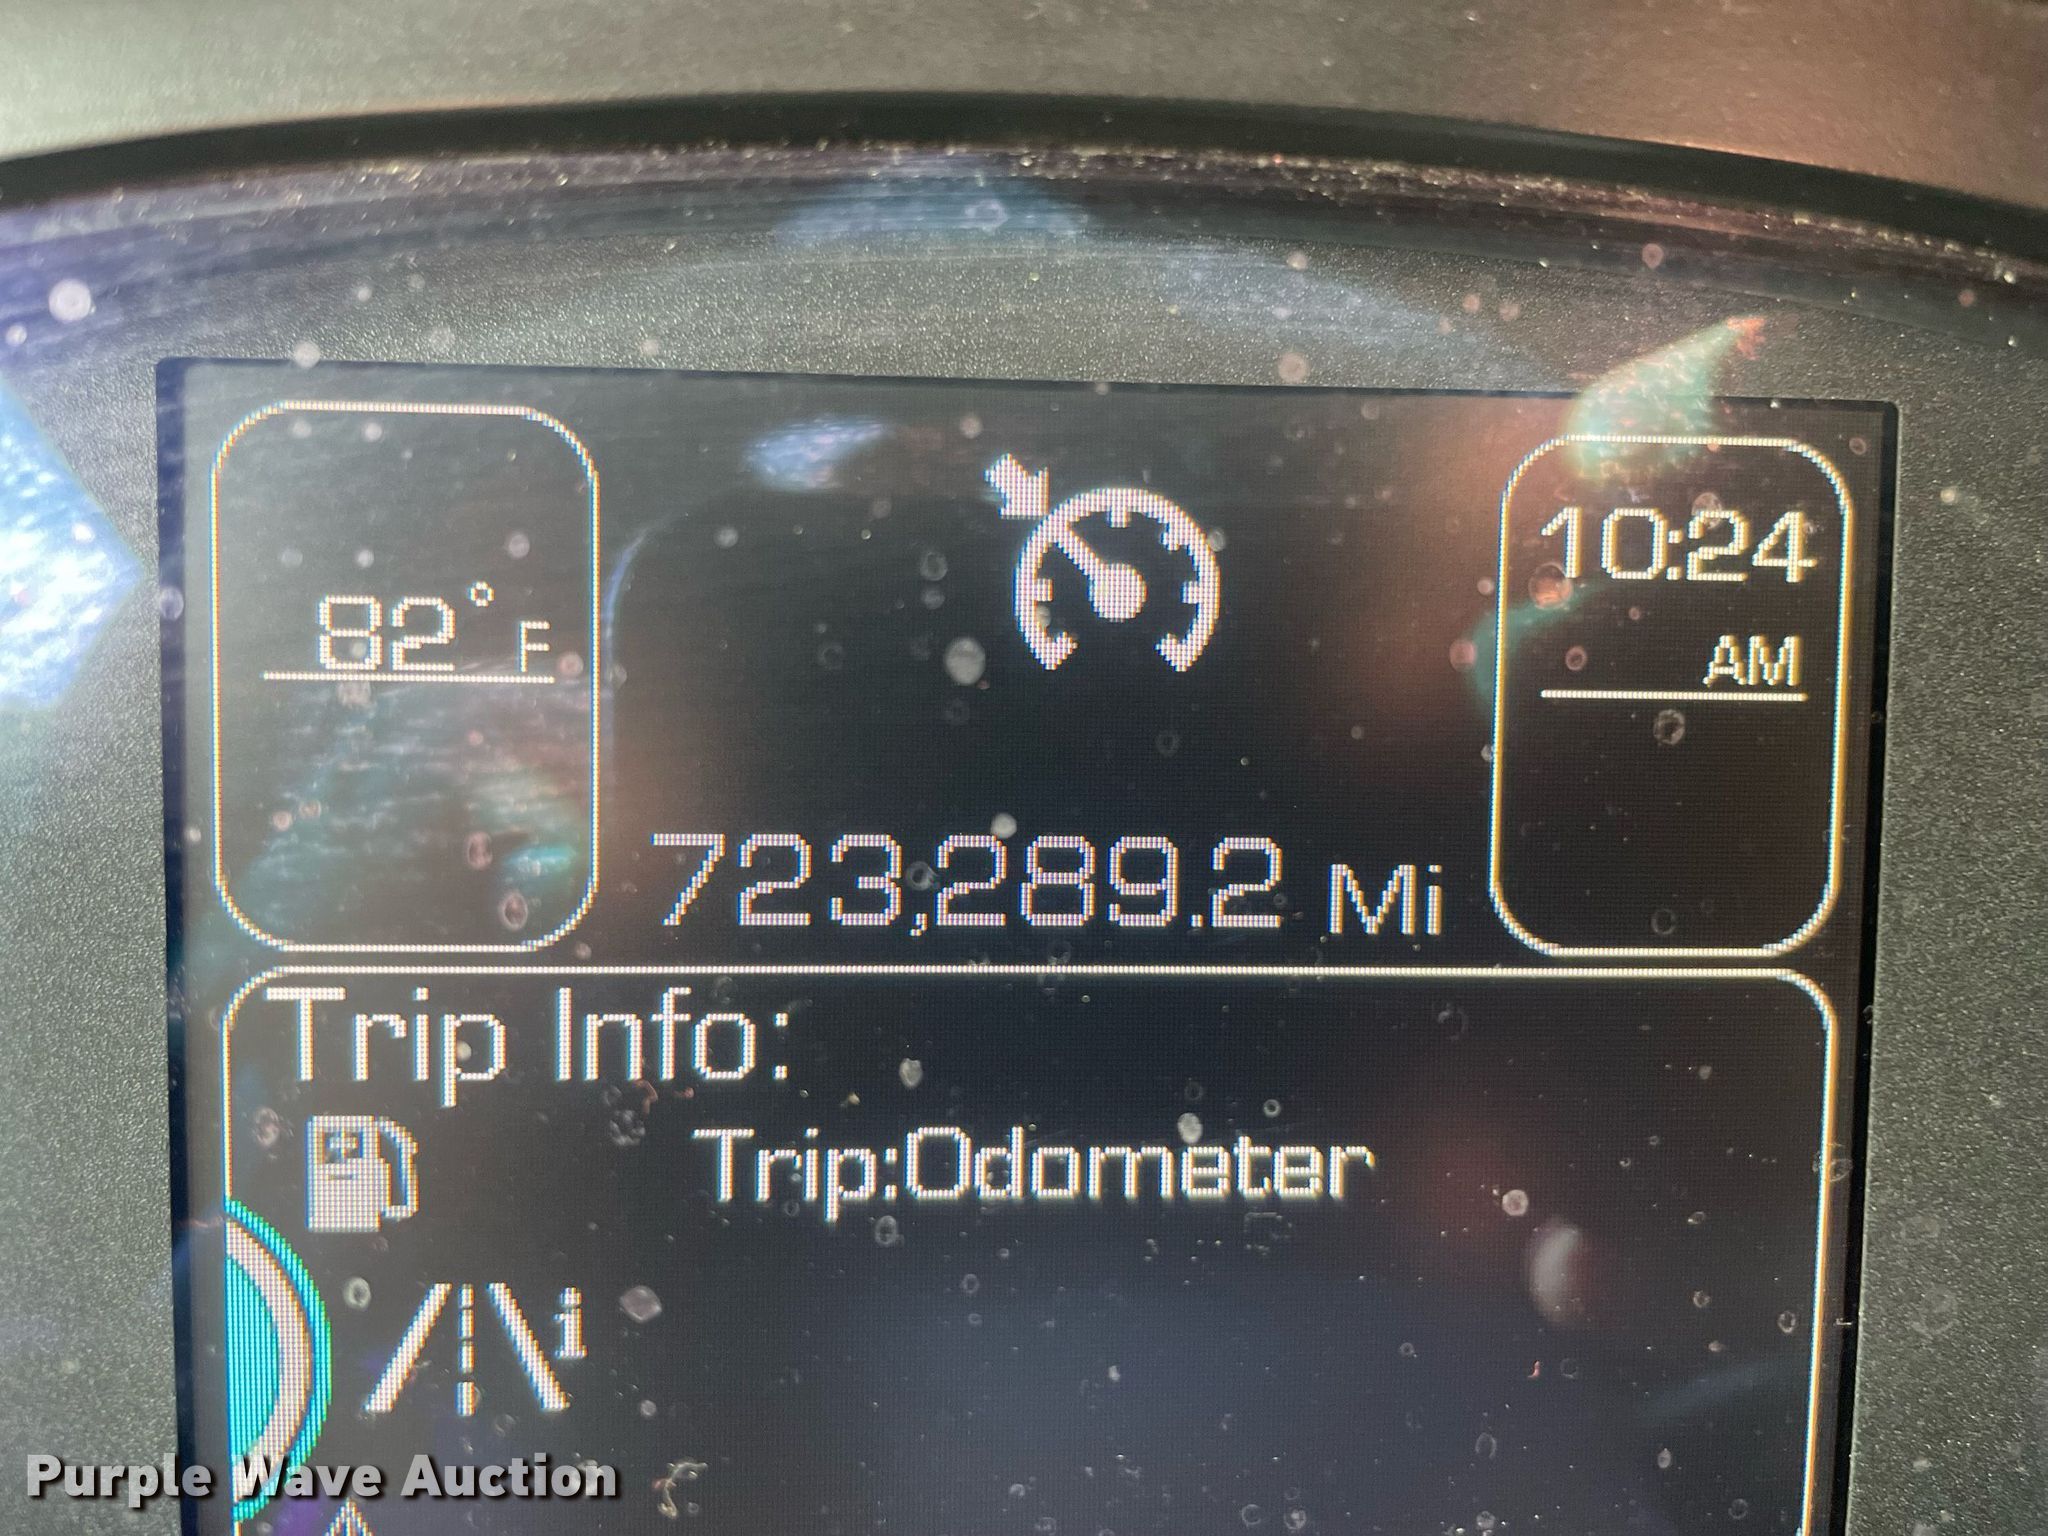 82° F
10:24
AM
723,289.2 Mi
Trip Info:
Trip:Odometer
i
Purple Wave Auction